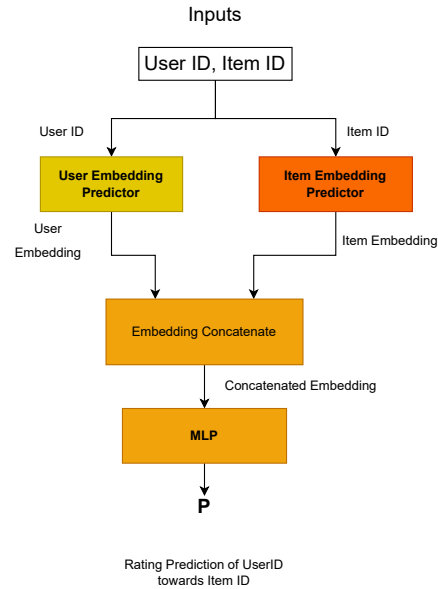 Inputs
User ID, Item ID
User ID
Item ID
User Embedding
Predictor
Item Embedding
Predictor
User
Embedding
Item Embedding
Embedding Concatenate
Concatenated Embedding
MLP
P
Rating Prediction of UserID
towards Item ID